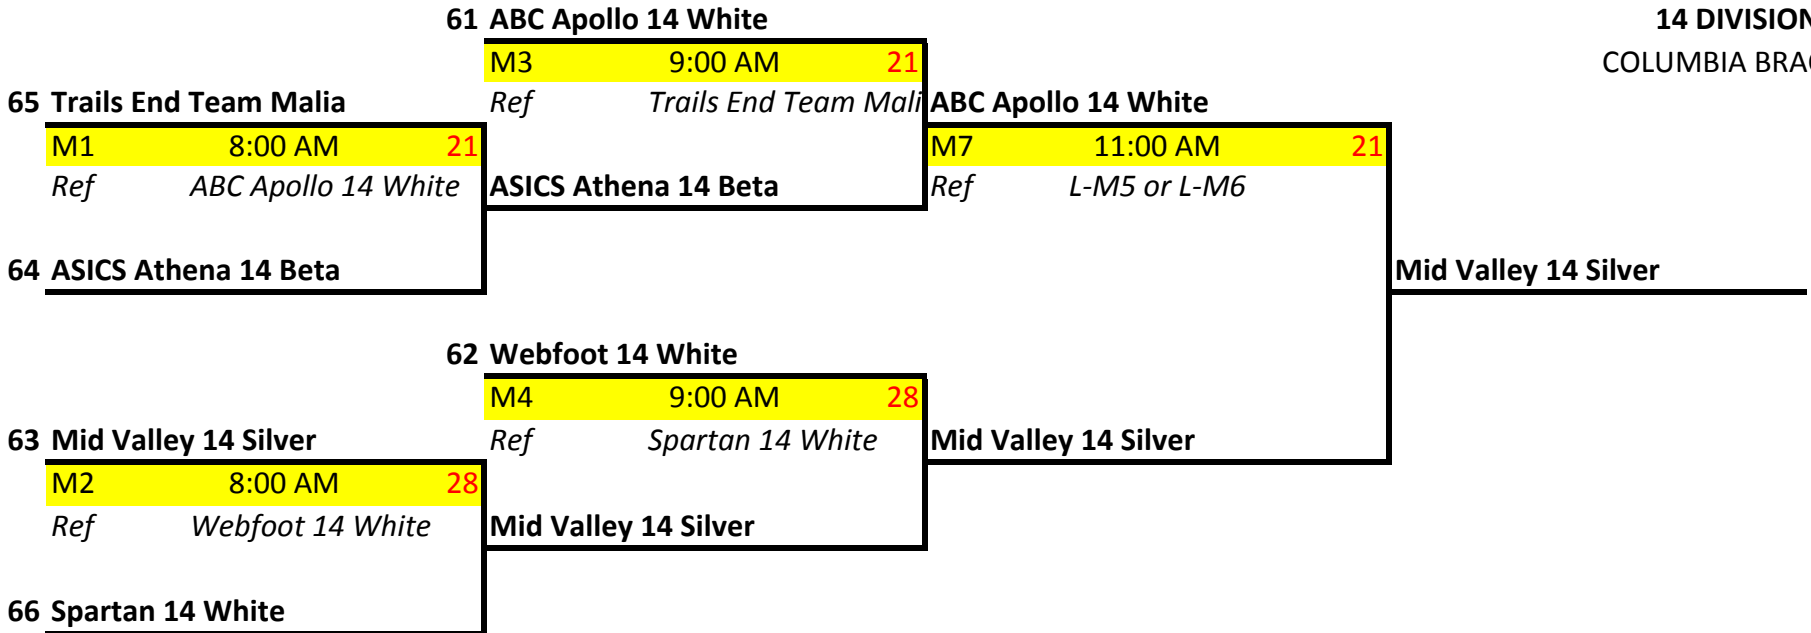 61 ABC Apollo 14 White 14 DIVISION
M3 9:00 AM 21 COLUMBIA BRAC
65 Trails End Team Malia Ref Trails End Team Mali ABC Apollo 14 White
M1 8:00 AM 21 M7 11:00 AM 21
Ref ABC Apollo 14 White ASICS Athena 14 Beta Ref L-M5 or L-M6
64 ASICS Athena 14 Beta Mid Valley 14 Silver
62 Webfoot 14 White
M4 9:00 AM 28
63 Mid Valley 14 Silver Ref Spartan 14 White Mid Valley 14 Silver
M2 8:00 AM 28
Ref Webfoot 14 White Mid Valley 14 Silver
66 Spartan 14 White